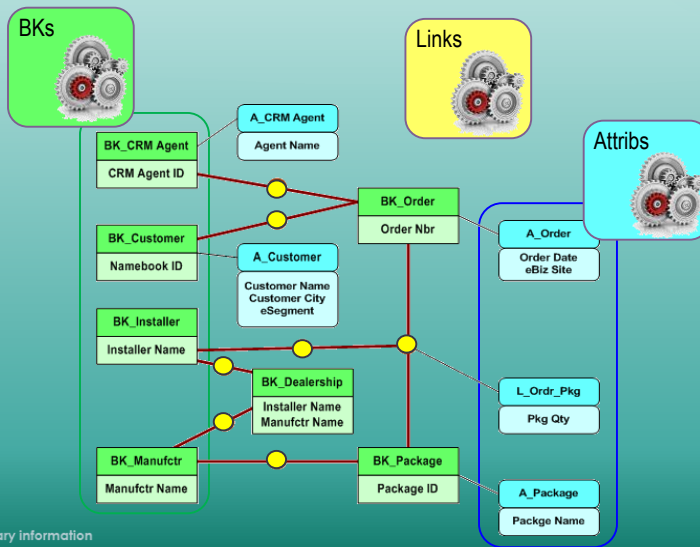 BKs
Links
Attribs
A_CRM Agent
Agent Name
BK_CRM Agent
CRM Agent ID
BK_Order
Order Nbr
BK_Customer
Namebook ID
A_Customer
Customer Name
Customer City
eSegment
A_Order
Order Date
eBiz Site
BK_Installer
Installer Name
BK_Dealership
Installer Name
Manufctr Name
L_Ordr_Pkg
Pkg Qty
BK_Manufctr
Manufctr Name
BK_Package
Package ID
A_Package
Packge Name
information